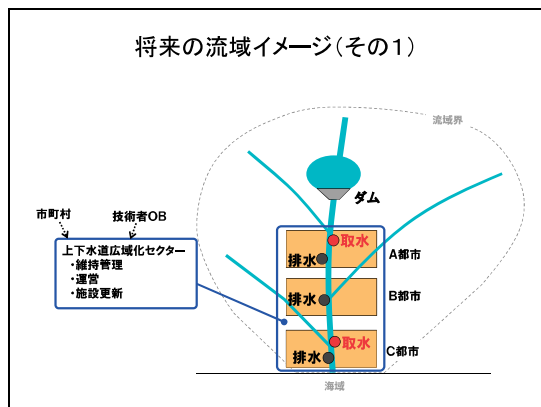 将来の流域イメージ（その１）
流域界
ダム
市町村
技術者OB
上下水道広域化セクター
・維持管理
・運営
・施設更新
取水
排水
A都市
排水
B都市
取水
排水
C都市
海域